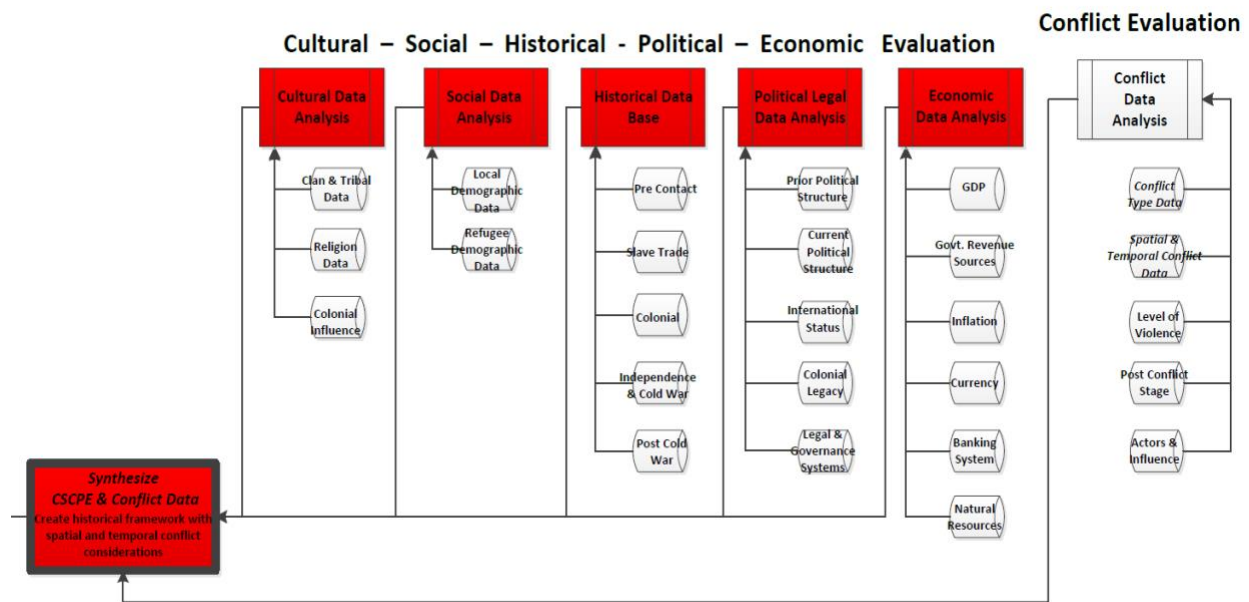 Conflict Evaluation
Cultural – Social – Historical - Political – Economic Evaluation
Cultural Data
Analysis
Social Data
Analysis
Historical Data
Base
Political Legal
Data Analysis
Economic
Data Analysis
Conflict
Data
Analysis
Clan & Tribal
Data
Religion
Data
Colonial
Influence
Local
Demographic
Data
Refugee
Demographic
Data
Pre Contact
Slave Trade
Colonial
Independence
& Cold War
Post Cold
War
Prior Political
Structure
Current
Political
Structure
International
Status
Colonial
Legacy
Legal &
Governance
Systems
GDP
Govt. Revenue
Sources
Inflation
Currency
Banking
System
Natural
Resources
Conflict
Type Data
Spatial &
Temporal Conflict
Data
Level of
Violence
Post Conflict
Stage
Actors &
Influence
Synthesize
CSCPE & Conflict Data
Create historical framework with
spatial and temporal conflict
considerations